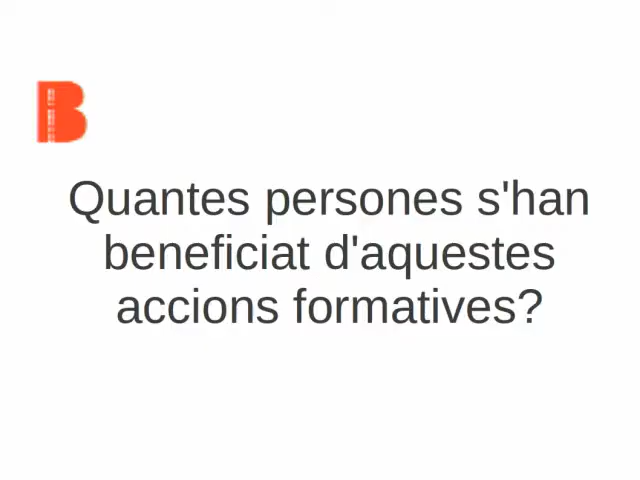 B
Quantes persones s'han
beneficiat d'aquestes
accions formatives?